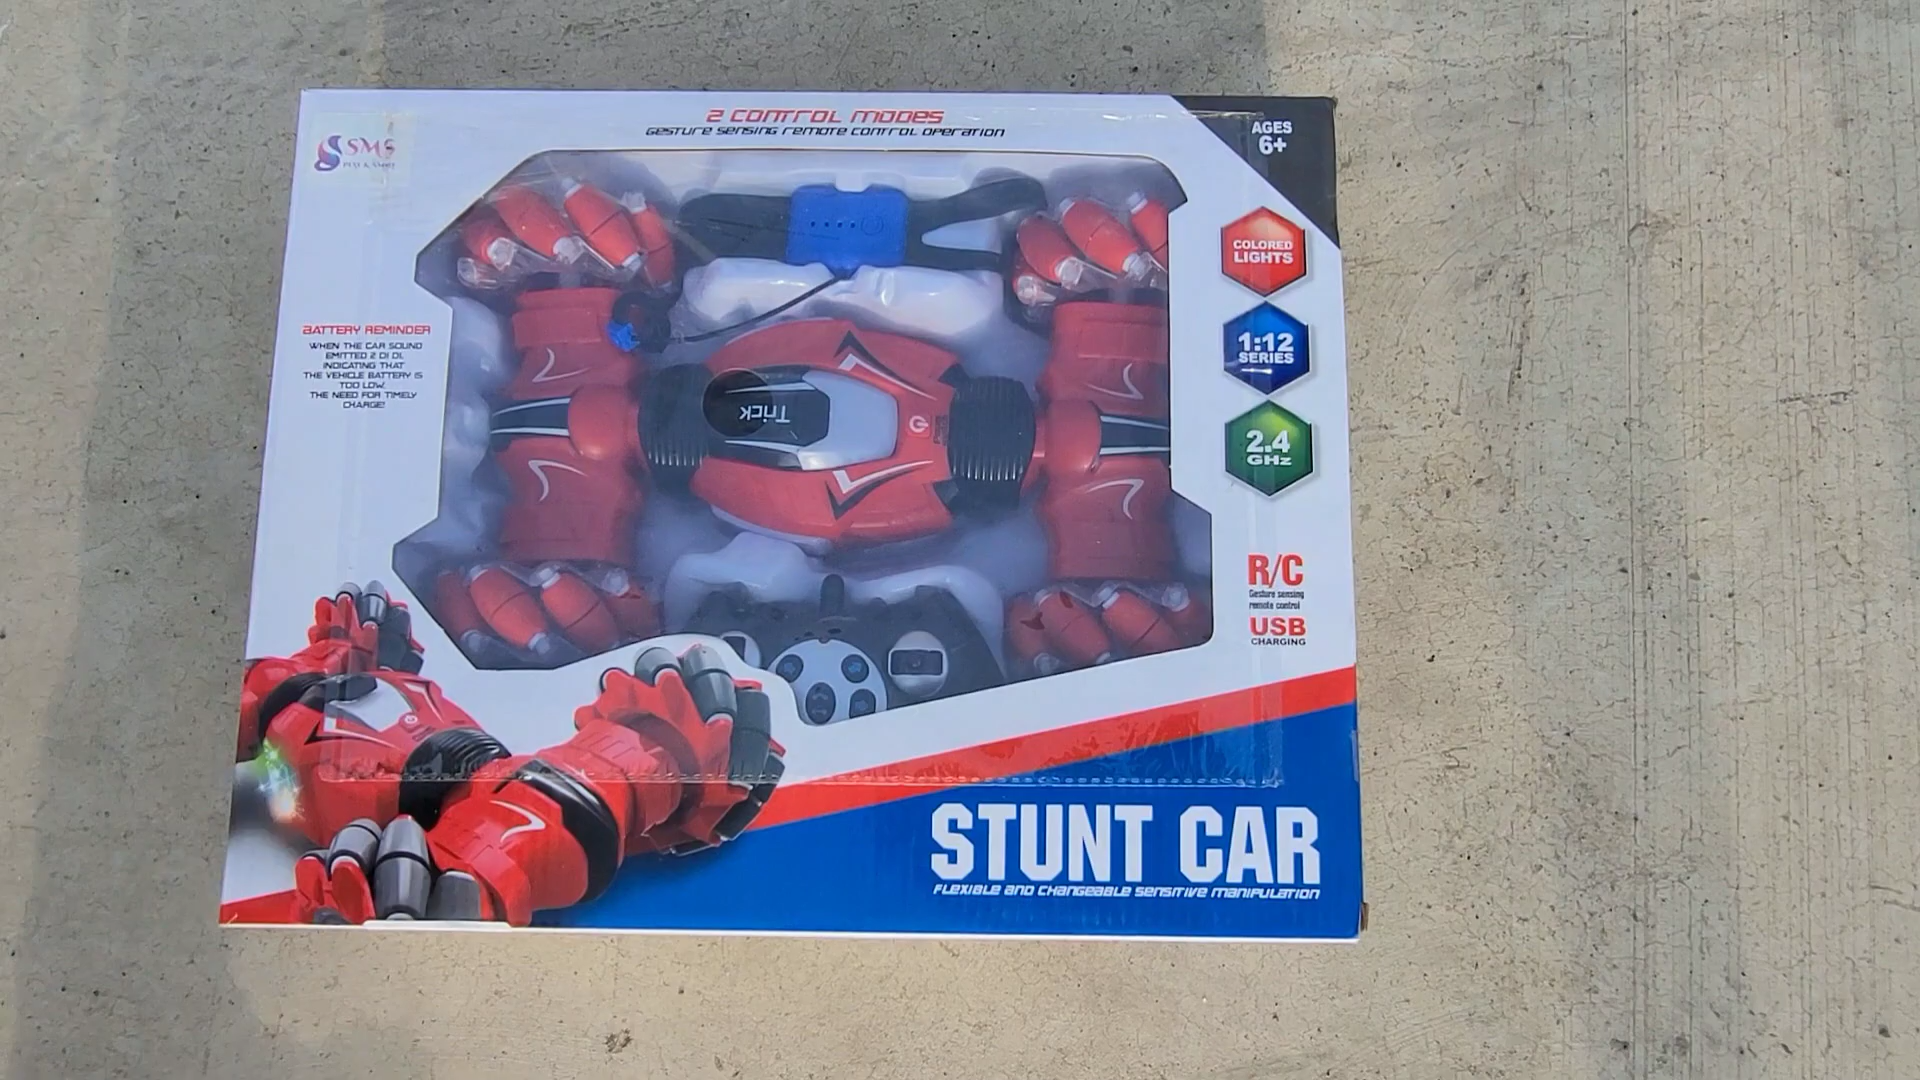 2 CONTROL MODES
GESTURE SENSING REMOTE CONTROL OPERATION
AGES
6+
SMS
COLORED
LIGHTS
BATTERY REMINDER
WHEN THE CAR SOUND
EMITTED 2 DI DI,
INDICATING THAT
THE VEHICLE BATTERY IS
TOO LOW.
THE NEED FOR TIMELY
CHARGE!
1:12
SERIES
Trick
2.4
GHz
R/C
Gesture sensing
remote control
USB
CHARGING
STUNT CAR
FLEXIBLE AND CHANGEABLE SENSITIVE MANIPULATION